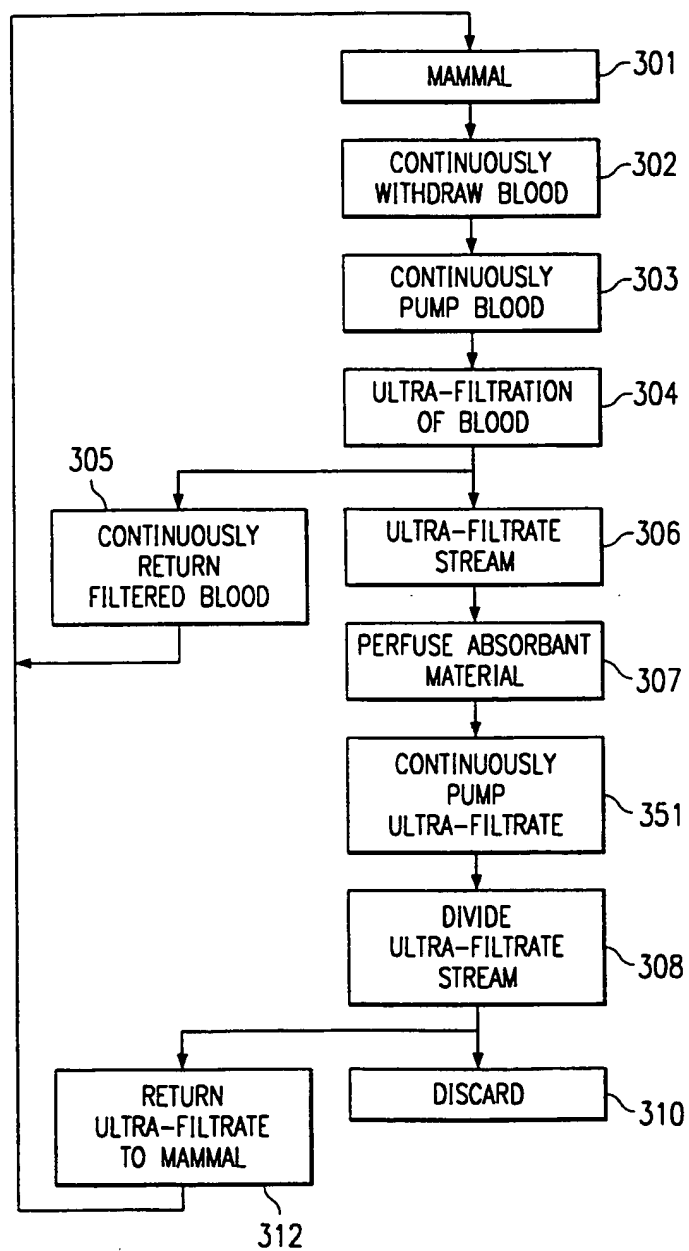 MAMMAL
301
CONTINUOUSLY
WITHDRAW BLOOD
302
CONTINUOUSLY
PUMP BLOOD
303
ULTRA-FILTRATION
OF BLOOD
304
305
CONTINUOUSLY
RETURN
FILTERED BLOOD
ULTRA-FILTRATE
STREAM
306
PERFUSE ABSORBANT
MATERIAL
307
CONTINUOUSLY
PUMP
ULTRA-FILTRATE
351
DIVIDE
ULTRA-FILTRATE
STREAM
308
RETURN
ULTRA-FILTRATE
TO MAMMAL
312
DISCARD
310